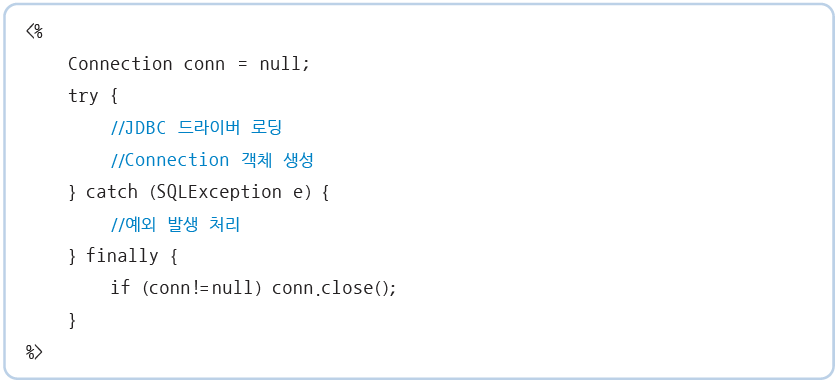 <%
    Connection conn = null;
    try {
        //JDBC 드라이버 로딩
        //Connection 객체 생성
    } catch (SQLException e) {
        //예외 발생 처리
    } finally {
        if (conn!=null) conn.close();
    }
%>